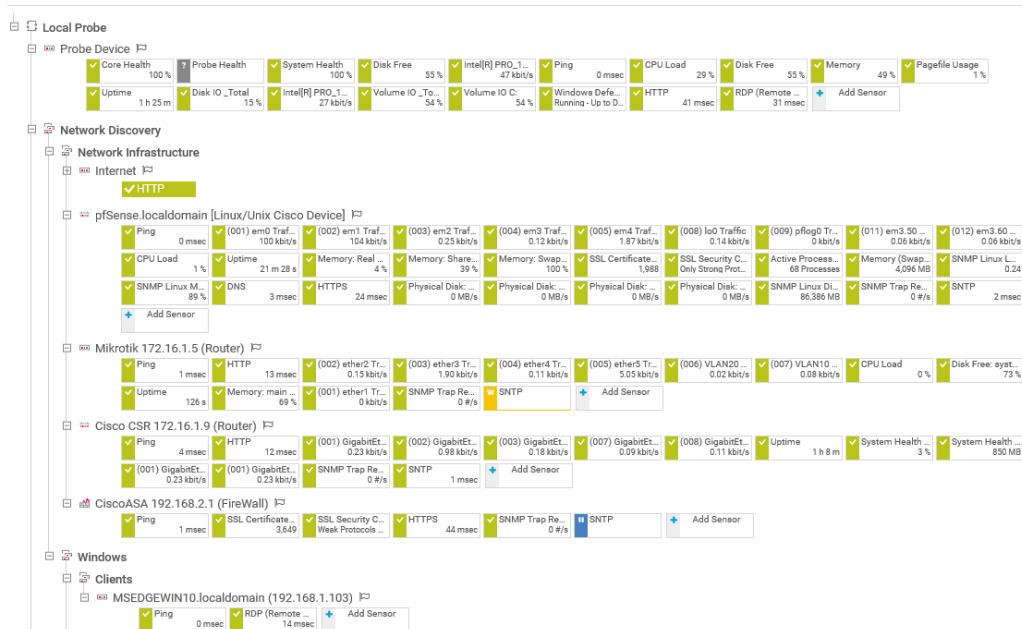 Local Probe
Probe Device
Core Health 100 %
Probe Health
System Health 100 %
Disk Free 55 %
Intel[R] PRO_1... 47 kbit/s
Ping 0 msec
CPU Load 29 %
Disk Free 55 %
Memory 49 %
Pagefile Usage 1 %
Uptime 1 h 25 m
Disk IO _Total 15 %
Intel[R] PRO_1... 27 kbit/s
Volume IO _To... 54 %
Volume IO C: 54 %
Windows Defe... Running - Up to D...
HTTP 41 msec
RDP (Remote ... 31 msec
Add Sensor
Network Discovery
Network Infrastructure
Internet
HTTP
pfSense.localdomain [Linux/Unix Cisco Device]
Ping 0 msec
(001) em0 Traf... 100 kbit/s
(002) em1 Traf... 104 kbit/s
(003) em2 Traf... 0.25 kbit/s
(004) em3 Traf... 0.12 kbit/s
(005) em4 Traf... 1.87 kbit/s
(008) lo0 Traffic 0.14 kbit/s
(009) pflog0 Tr... 0 kbit/s
(011) em3.50 ... 0.06 kbit/s
(012) em3.60 ... 0.06 kbit/s
CPU Load 1 %
Uptime 21 m 28 s
Memory: Real ... 4 %
Memory: Share... 39 %
Memory: Swap... 100 %
SSL Certificate... 1,988
SSL Security C... Only Strong Prot...
Active Processa... 68 Processes
Memory (Swap... 4,096 MB
SNMP Linux L... 0.24
SNMP Linux M... 89 %
DNS 3 msec
HTTPS 24 msec
Physical Disk: ... 0 MB/s
Physical Disk: ... 0 MB/s
Physical Disk: ... 0 MB/s
Physical Disk: ... 0 MB/s
SNMP Linux Di... 86,386 MB
SNMP Trap Re... 0 #/s
SNTP 2 msec
Add Sensor
Mikrotik 172.16.1.5 (Router)
Ping 1 msec
HTTP 13 msec
(002) ether2 Tr... 0.15 kbit/s
(003) ether3 Tr... 1.90 kbit/s
(004) ether4 Tr... 0.11 kbit/s
(005) ether5 Tr... 5.05 kbit/s
(006) VLAN20 ... 0.02 kbit/s
(007) VLAN10 ... 0.08 kbit/s
CPU Load 0 %
Disk Free: syst... 73 %
Uptime 126 s
Memory: main ... 69 %
(001) ether1 Tr... 0 kbit/s
SNMP Trap Re... 0 #/s
W SNTP
Add Sensor
Cisco CSR 172.16.1.9 (Router)
Ping 4 msec
HTTP 12 msec
(001) GigabitEt... 0.23 kbit/s
(002) GigabitEt... 0.98 kbit/s
(003) GigabitEt... 0.18 kbit/s
(007) GigabitEt... 0.09 kbit/s
(008) GigabitEt... 0.11 kbit/s
Uptime 1 h 8 m
System Health ... 3 %
System Health ... 850 MB
(001) GigabitEt... 0.23 kbit/s
(001) GigabitEt... 0.23 kbit/s
SNMP Trap Re... 0 #/s
SNTP 1 msec
Add Sensor
CiscoASA 192.168.2.1 (FireWall)
Ping 1 msec
SSL Certificate... 3,649
SSL Security C... Weak Protocols ...
HTTPS 44 msec
SNMP Trap Re... 0 #/s
SNTP
Add Sensor
Windows
Clients
MSEDGEWIN10.localdomain (192.168.1.103)
Ping 0 msec
RDP (Remote ... 14 msec
Add Sensor